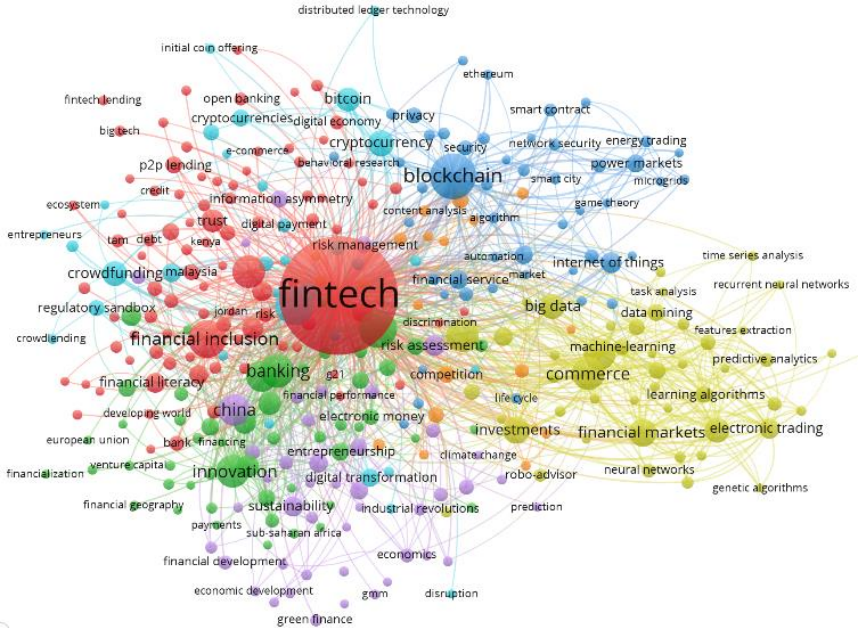 distributed ledger technology
initial coin offering
ethereum
fintech lending
open banking
bitcoin
smart contract
cryptocurrencies
digital economy
privacy
bigtech
e-commerce
cryptocurrency
security
network security
energy trading
p2p lending
behavioral research
power markets
credit
blockchain
smart city
microgrids
information asymmetry
ecosystem
content analysis
game theory
trust
digital payment
algorithm
entrepreneurs
tam
debt
kenya
risk management
automation
time series analysis
crowdfunding
malaysia
financial service
market
internet of things
recurrent neural networks
fintech
task analysis
regulatory sandbox
jordan
risk
big data
data mining
discrimination
features extraction
crowdlending
financial inclusion
risk assessment
machine-learning
predictive analytics
banking
g21
competition
commerce
financial literacy
financial performance
life cycle
learning algorithms
developing world
china
electronic money
investments
financial markets
electronic trading
european union
bank
financing
entrepreneurship
climate change
financialization
venture capital
innovation
digital transformation
robo-advisor
neural networks
genetic algorithms
financial geography
sustainability
industrial revolutions
prediction
payments
sub-saharan africa
financial development
economics
economic development
gmm
disruption
green finance